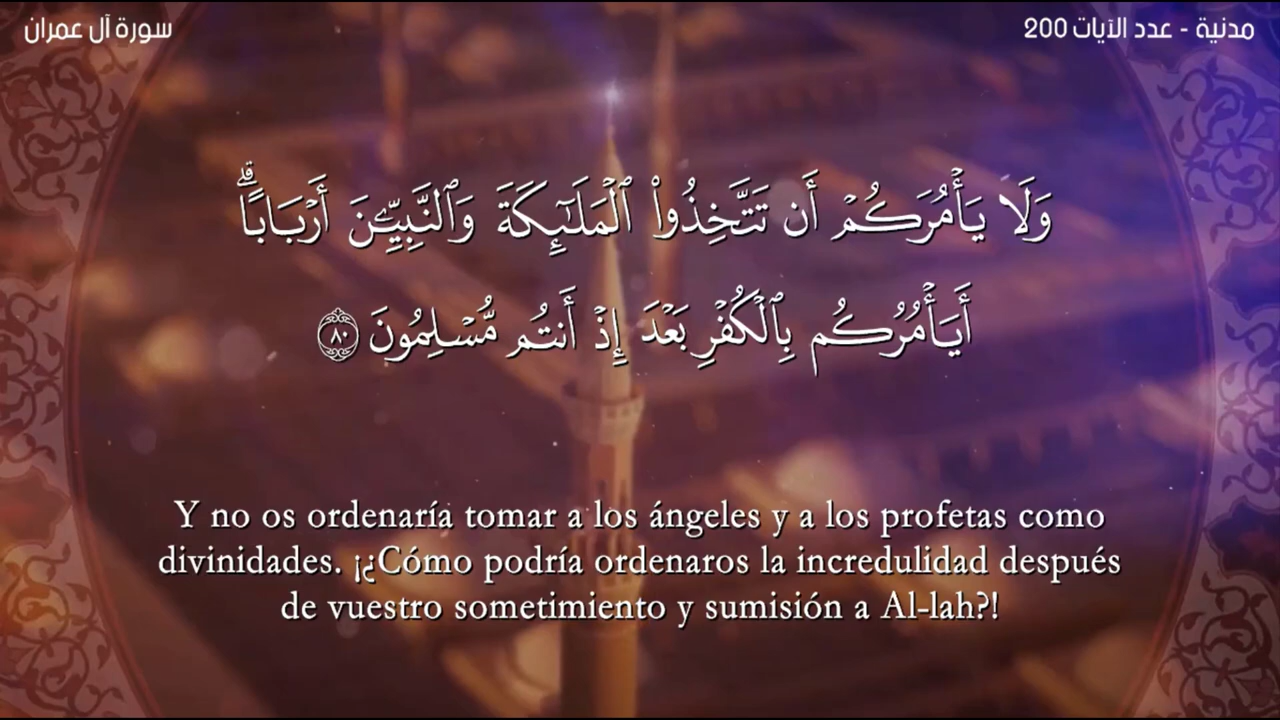 سورة آل عمران
مدنية - عدد الآيات 200
وَلَا يَأْمُرَكُمْ أَن تَتَّخِذُوا۟ ٱلْمَلَـٰٓئِكَةَ وَٱلنَّبِيِّـۧنَ أَرْبَابًا ۗ
أَيَأْمُرُكُم بِٱلْكُفْرِ بَعْدَ إِذْ أَنتُم مُّسْلِمُونَ ٨٠
Y no os ordenaría tomar a los ángeles y a los profetas como
divinidades. ¡¿Cómo podría ordenaros la incredulidad después
de vuestro sometimiento y sumisión a Al-lah?!